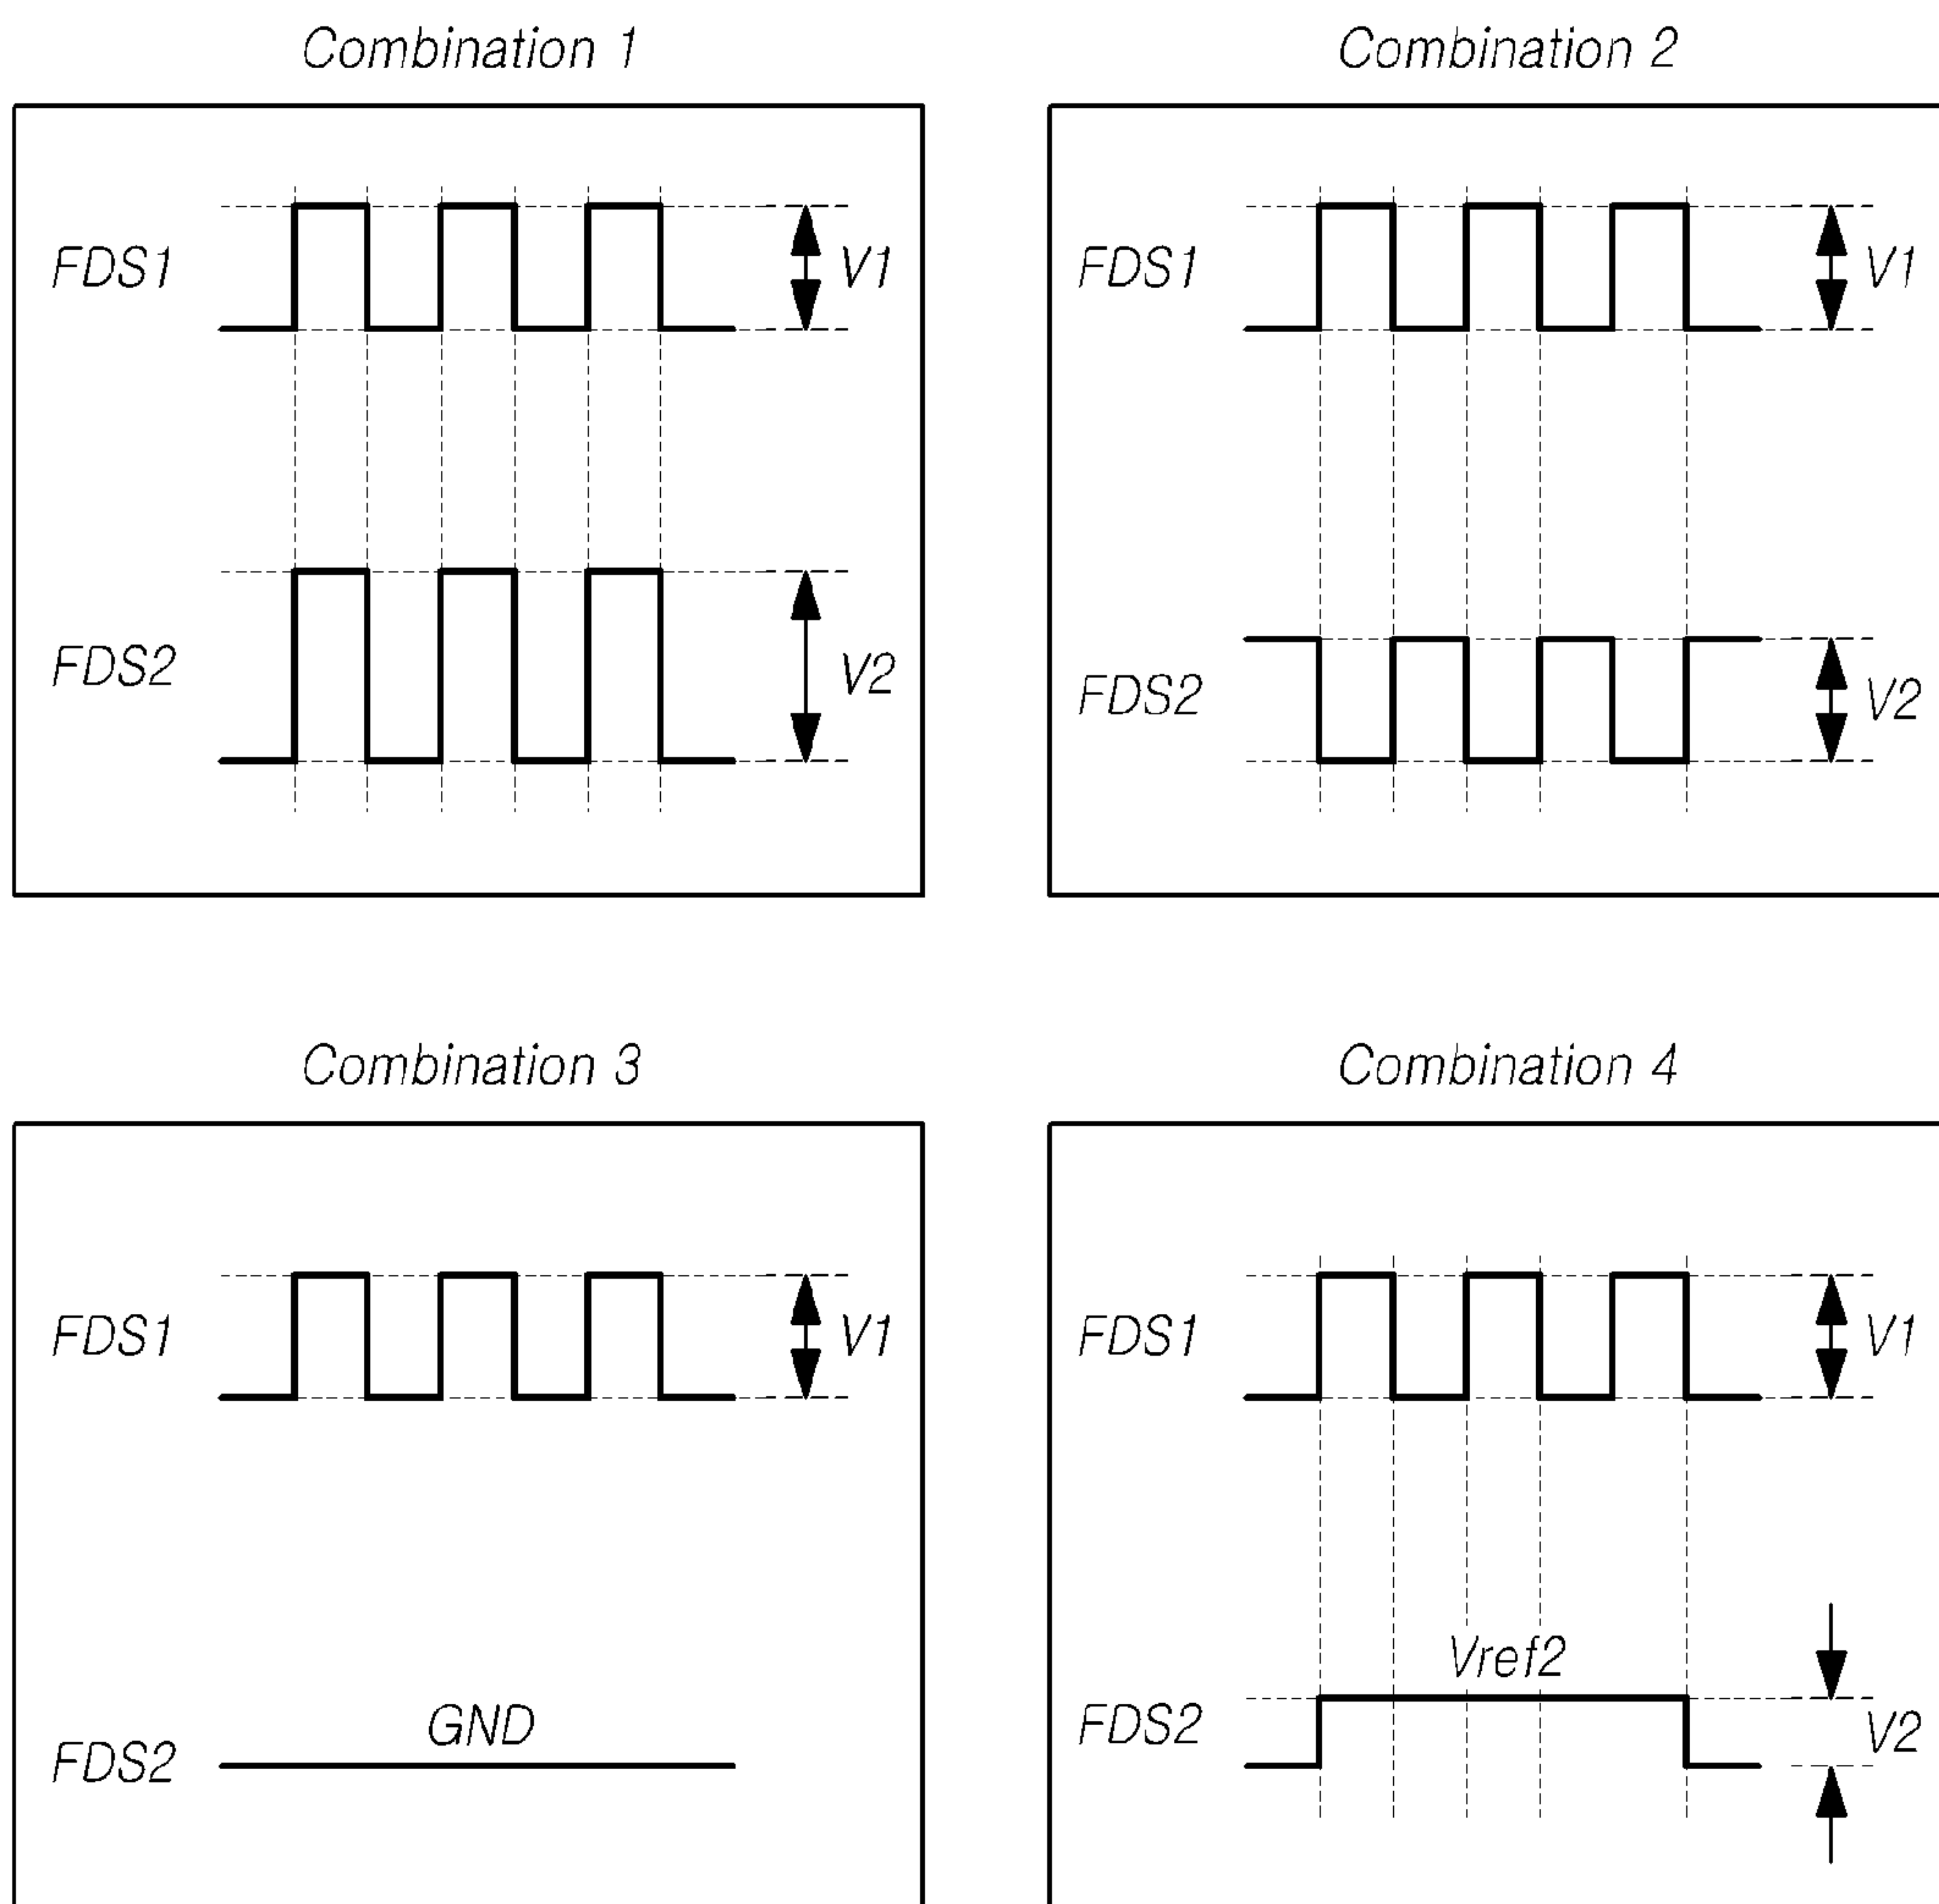 Combination 1
FDS1
V1
FDS2
V2
Combination 2
FDS1
V1
FDS2
V2
Combination 3
FDS1
V1
GND
FDS2
Combination 4
FDS1
V1
Vref2
FDS2
V2